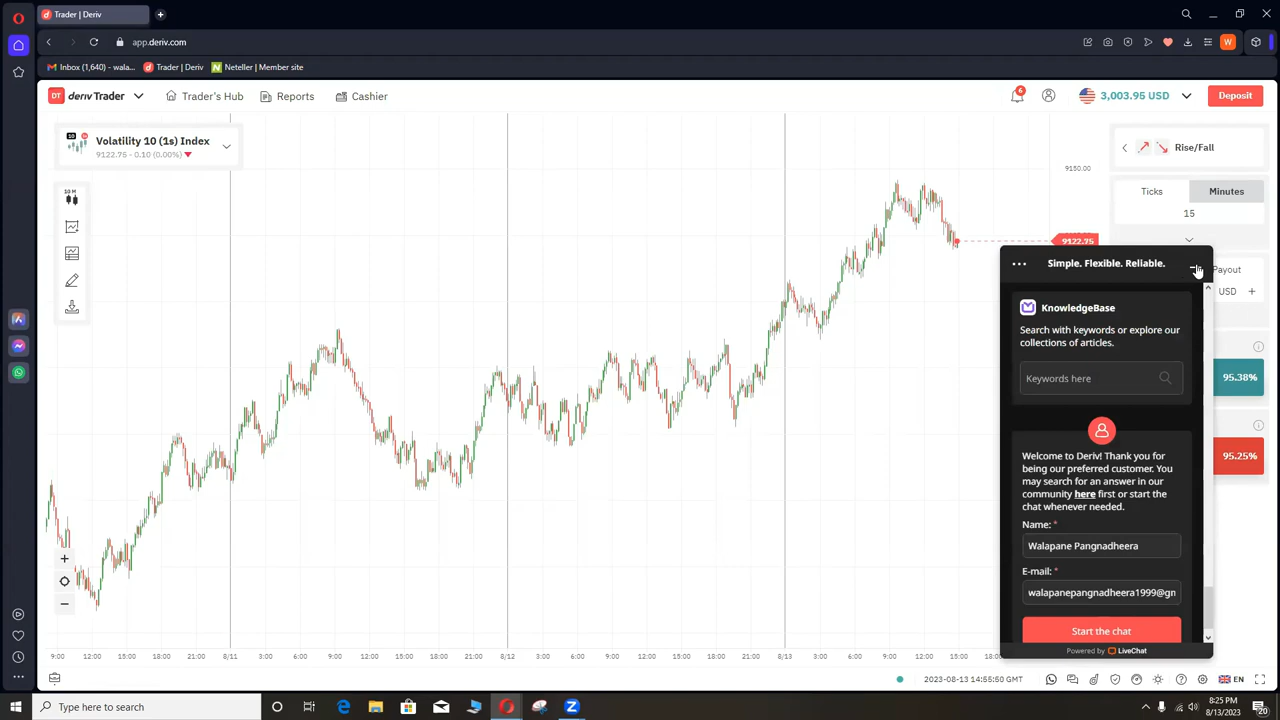 Trader | Deriv
app.deriv.com
Inbox (1,640) - wala...
Trader | Deriv
Neteller | Member site
DT deriv Trader
Trader's Hub
Reports
Cashier
6
3,003.95 USD
Deposit
10 1s
Volatility 10 (1s) Index
9122.75 - 0.10 (0.00%)
10 M
9150.00
9122.75
Rise/Fall
Ticks
Minutes
15
Payout
USD
95.38%
95.25%
Simple. Flexible. Reliable.
KnowledgeBase
Search with keywords or explore our
collections of articles.
Keywords here
Welcome to Deriv! Thank you for
being our preferred customer. You
may search for an answer in our
community here first or start the
chat whenever needed.
Name: *
Walapane Pangnadheera
E-mail: *
walapanepangnadheera1999@gm
Start the chat
Powered by LiveChat
9:00 12:00 15:00 18:00 21:00 8/11 3:00 6:00 9:00 12:00 15:00 18:00 21:00 8/12 3:00 6:00 9:00 12:00 15:00 18:00 21:00 8/13 3:00 6:00 9:00 12:00 15:00 18:0
2023-08-13 14:55:50 GMT
EN
Type here to search
8:25 PM
8/13/2023
20